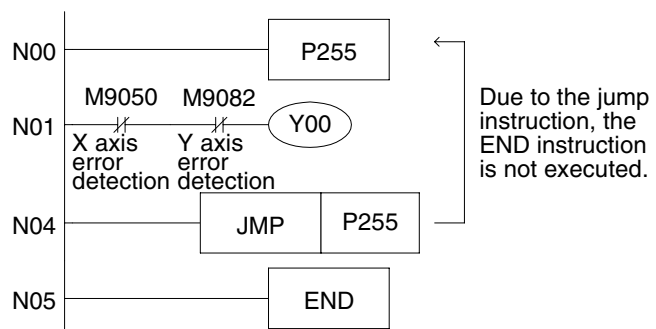 N00
P255
M9050 M9082
N01
Y00
X axis error detection
Y axis error detection
Due to the jump
instruction, the
END instruction
is not executed.
N04
JMP P255
N05
END